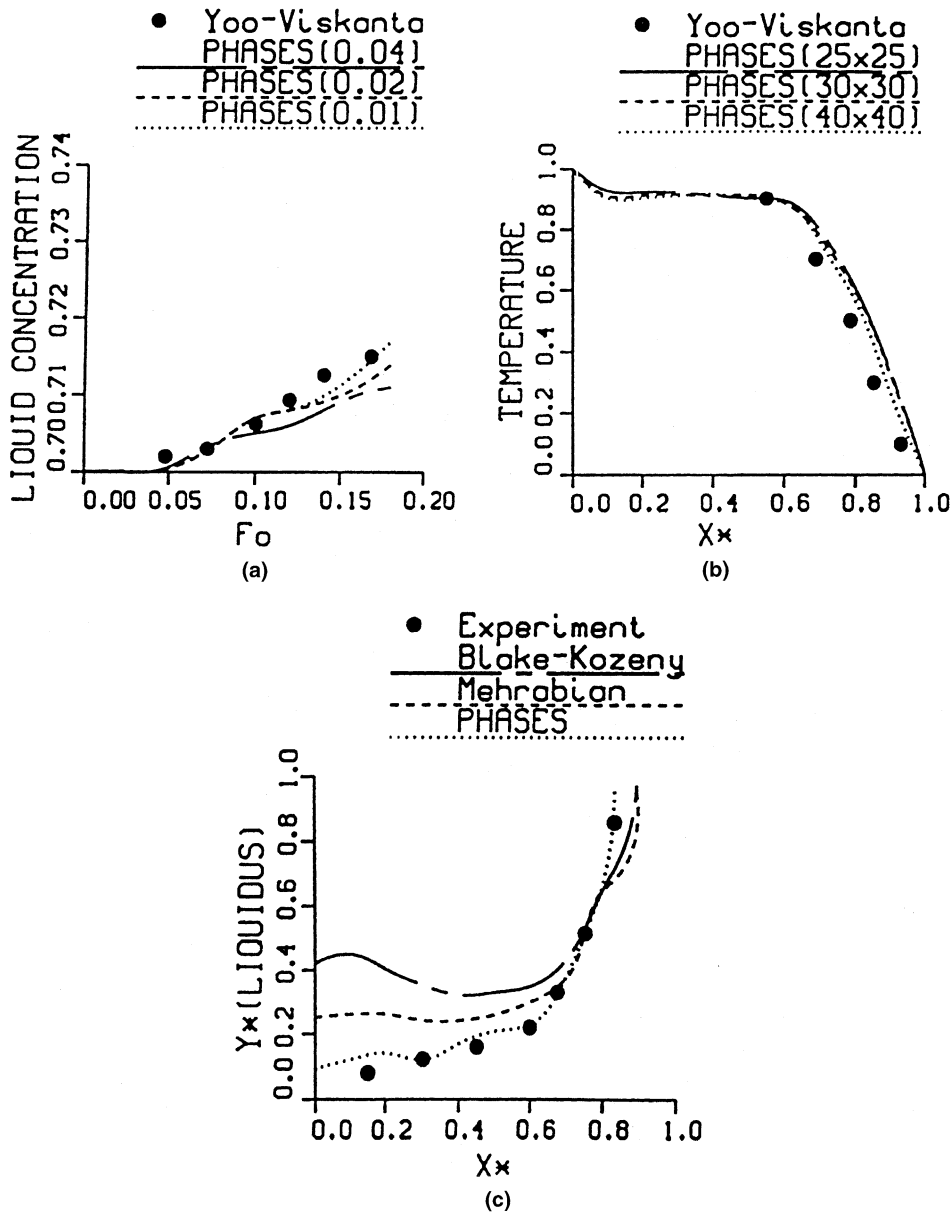 Yoo-Viskanta
PHASES(0.04)
PHASES(0.02)
PHASES(0.01)
LIQUID CONCENTRATION
0.70 0.71 0.72 0.73 0.74
0.00 0.05 0.10 0.15 0.20
Fo
(a)
Yoo-Viskanta
PHASES(25x25)
PHASES(30x30)
PHASES(40x40)
TEMPERATURE
0.0 0.2 0.4 0.6 0.8 1.0
0.0 0.2 0.4 0.6 0.8 1.0
X*
(b)
Experiment
Blake-Kozeny
Mehrabian
PHASES
Y*(LIQUIDUS)
0.0 0.2 0.4 0.6 0.8 1.0
0.0 0.2 0.4 0.6 0.8 1.0
X*
(c)